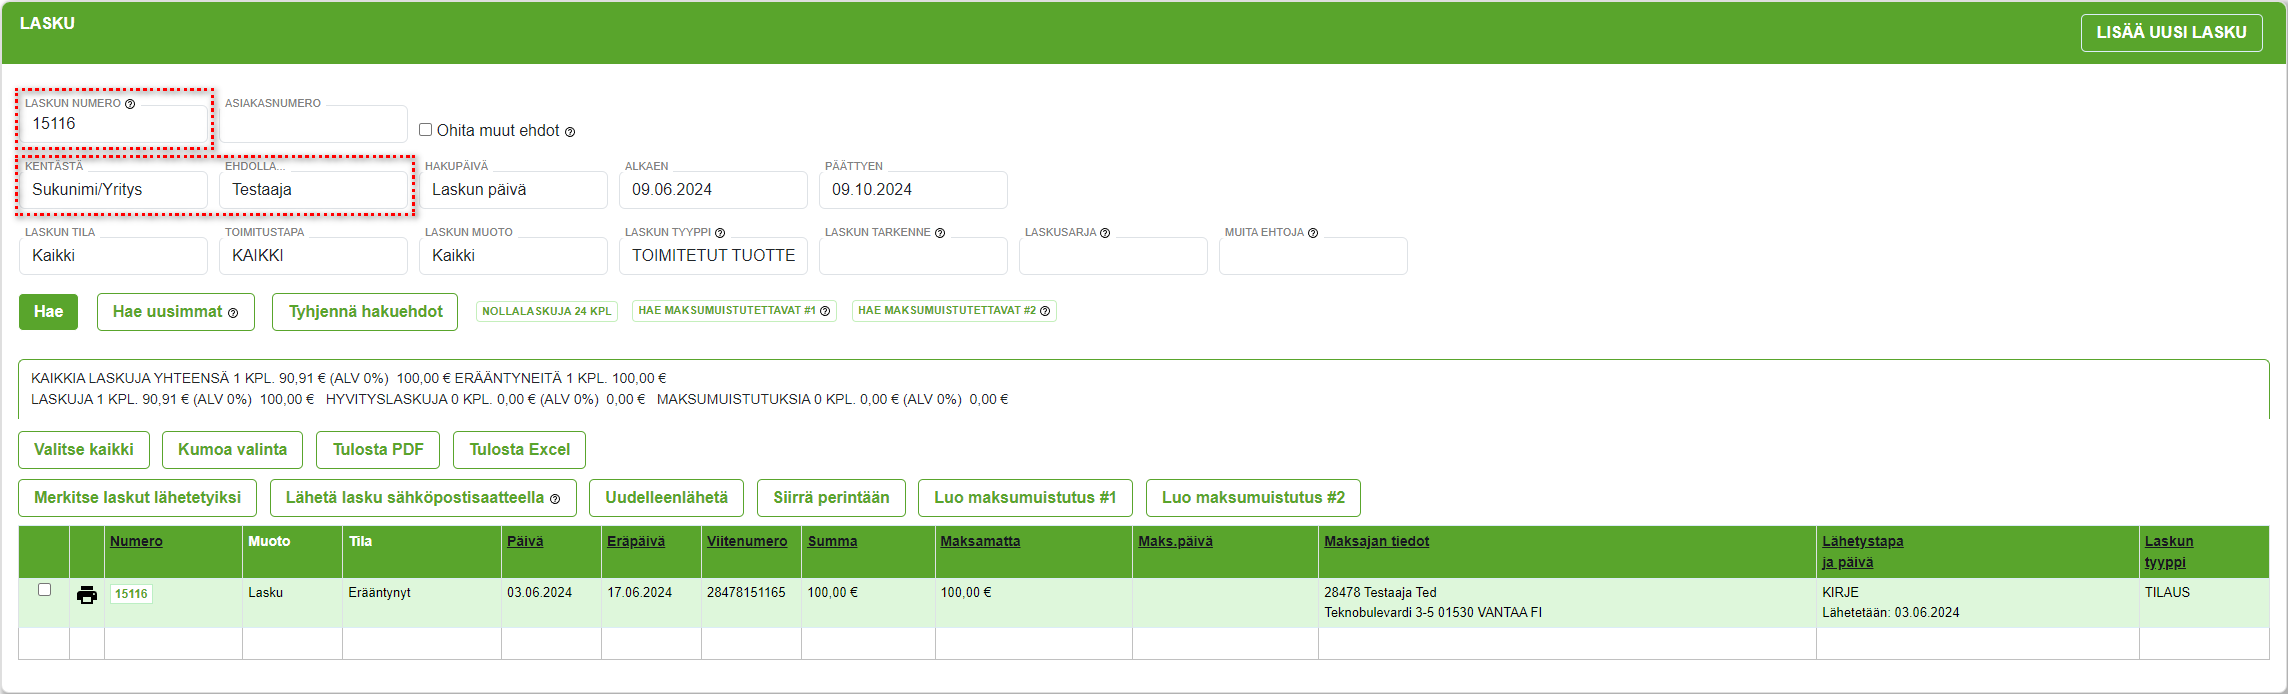 LASKU
LISÄÄ UUSI LASKU
LASKUN NUMERO ASIAKASNUMERO
15116 Ohita muut ehdot
KENTÄSTÄ EHDOLLA... HAKUPÄIVÄ ALKAEN PÄÄTTYEN
Sukunimi/Yritys Testaaja Laskun päivä 09.06.2024 09.10.2024
LASKUN TILA TOIMITUSTAPA LASKUN MUOTO LASKUN TYYPPI LASKUN TARKENNE LASKUSARJA MUITA EHTOJA
Kaikki KAIKKI Kaikki TOIMITETUT TUOTTE
Hae Hae uusimmat Tyhjennä hakuehdot NOLLALASKUJA 24 KPL HAE MAKSUMUISTUTETTAVAT #1 HAE MAKSUMUISTUTETTAVAT #2
KAIKKIA LASKUJA YHTEENSÄ 1 KPL. 90,91 € (ALV 0%) 100,00 € ERÄÄNTYNEITÄ 1 KPL. 100,00 €
LASKUJA 1 KPL. 90,91 € (ALV 0%) 100,00 € HYVITYSLASKUJA 0 KPL. 0,00 € (ALV 0%) 0,00 € MAKSUMUISTUTUKSIA 0 KPL. 0,00 € (ALV 0%) 0,00 €
Valitse kaikki Kumoa valinta Tulosta PDF Tulosta Excel
Merkitse laskut lähetetyiksi Lähetä lasku sähköpostisaatteella Uudelleenlähetä Siirrä perintään Luo maksumuistutus #1 Luo maksumuistutus #2
Numero Muoto Tila Päivä Eräpäivä Viitenumero Summa Maksamatta Maks.päivä Maksajan tiedot Lähetystapa Laskun
ja päivä tyyppi
15116 Lasku Erääntynyt 03.06.2024 17.06.2024 28478151165 100,00 € 100,00 € 28478 Testaaja Ted KIRJE TILAUS
Teknobulevardi 3-5 01530 VANTAA FI Lähetetään: 03.06.2024